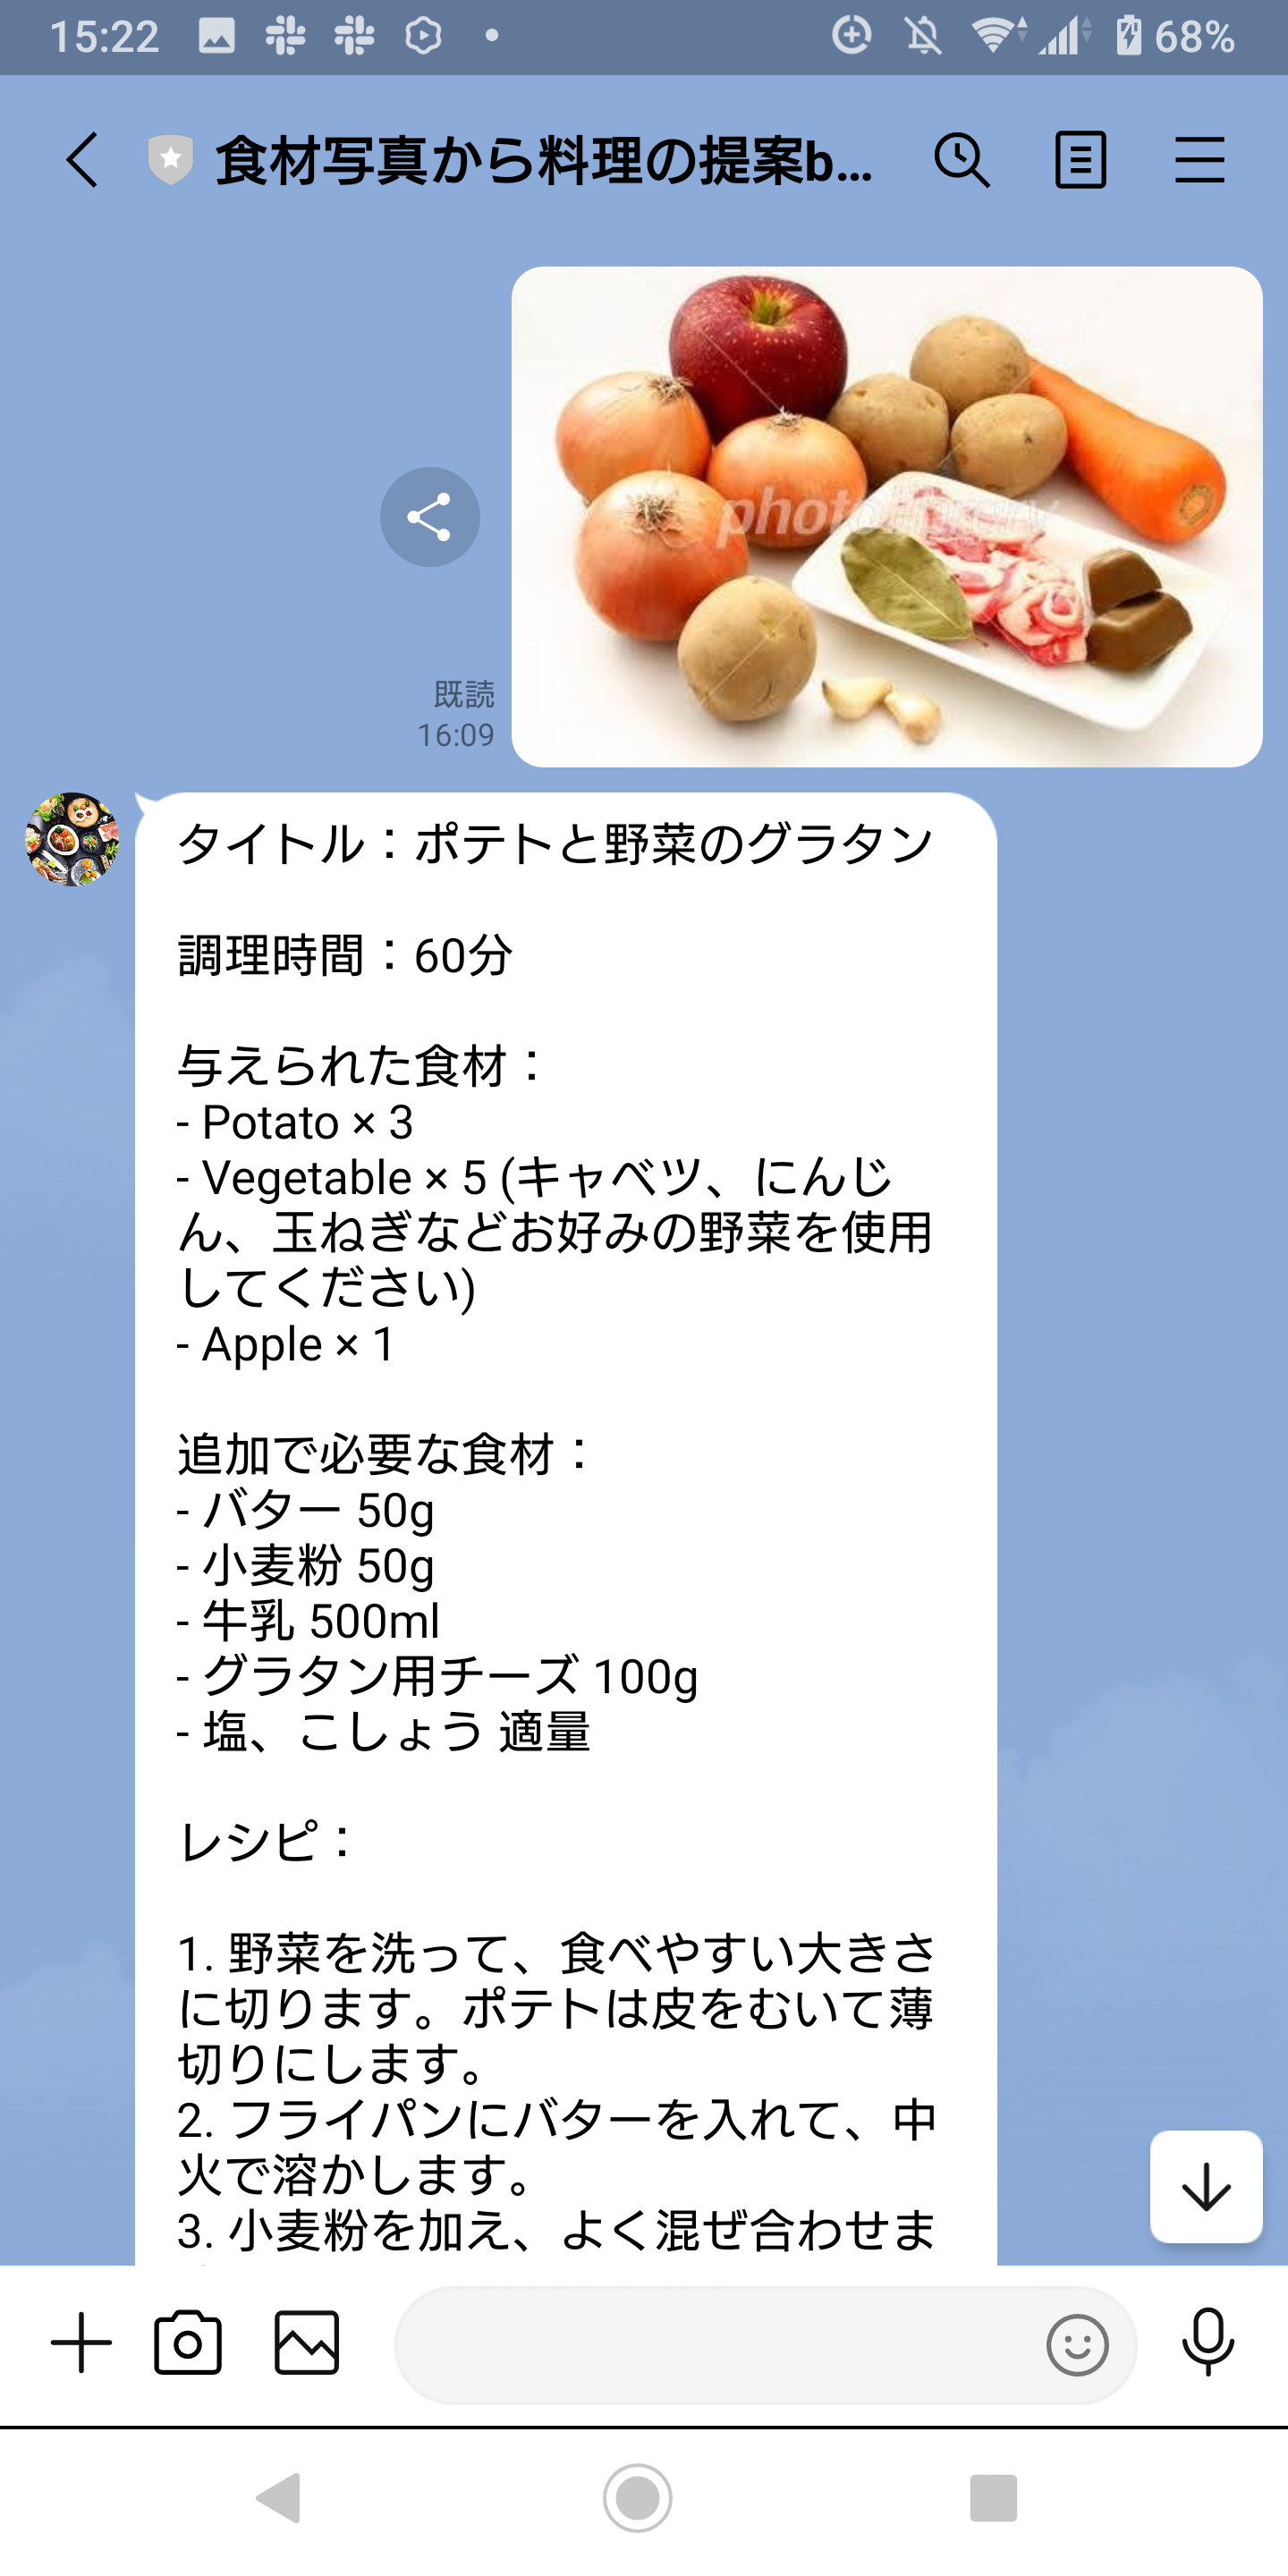 15:22
68%
食材写真から料理の提案b...
photolibrary
既読
16:09
タイトル：ポテトと野菜のグラタン
調理時間：60分
与えられた食材：
- Potato × 3
- Vegetable × 5 (キャベツ、にんじ
ん、玉ねぎなどお好みの野菜を使用
してください)
- Apple × 1
追加で必要な食材：
- バター 50g
- 小麦粉 50g
- 牛乳 500ml
- グラタン用チーズ 100g
- 塩、こしょう 適量
レシピ：
1. 野菜を洗って、食べやすい大きさ
に切ります。ポテトは皮をむいて薄
切りにします。
2. フライパンにバターを入れて、中
火で溶かします。
3. 小麦粉を加え、よく混ぜ合わせま